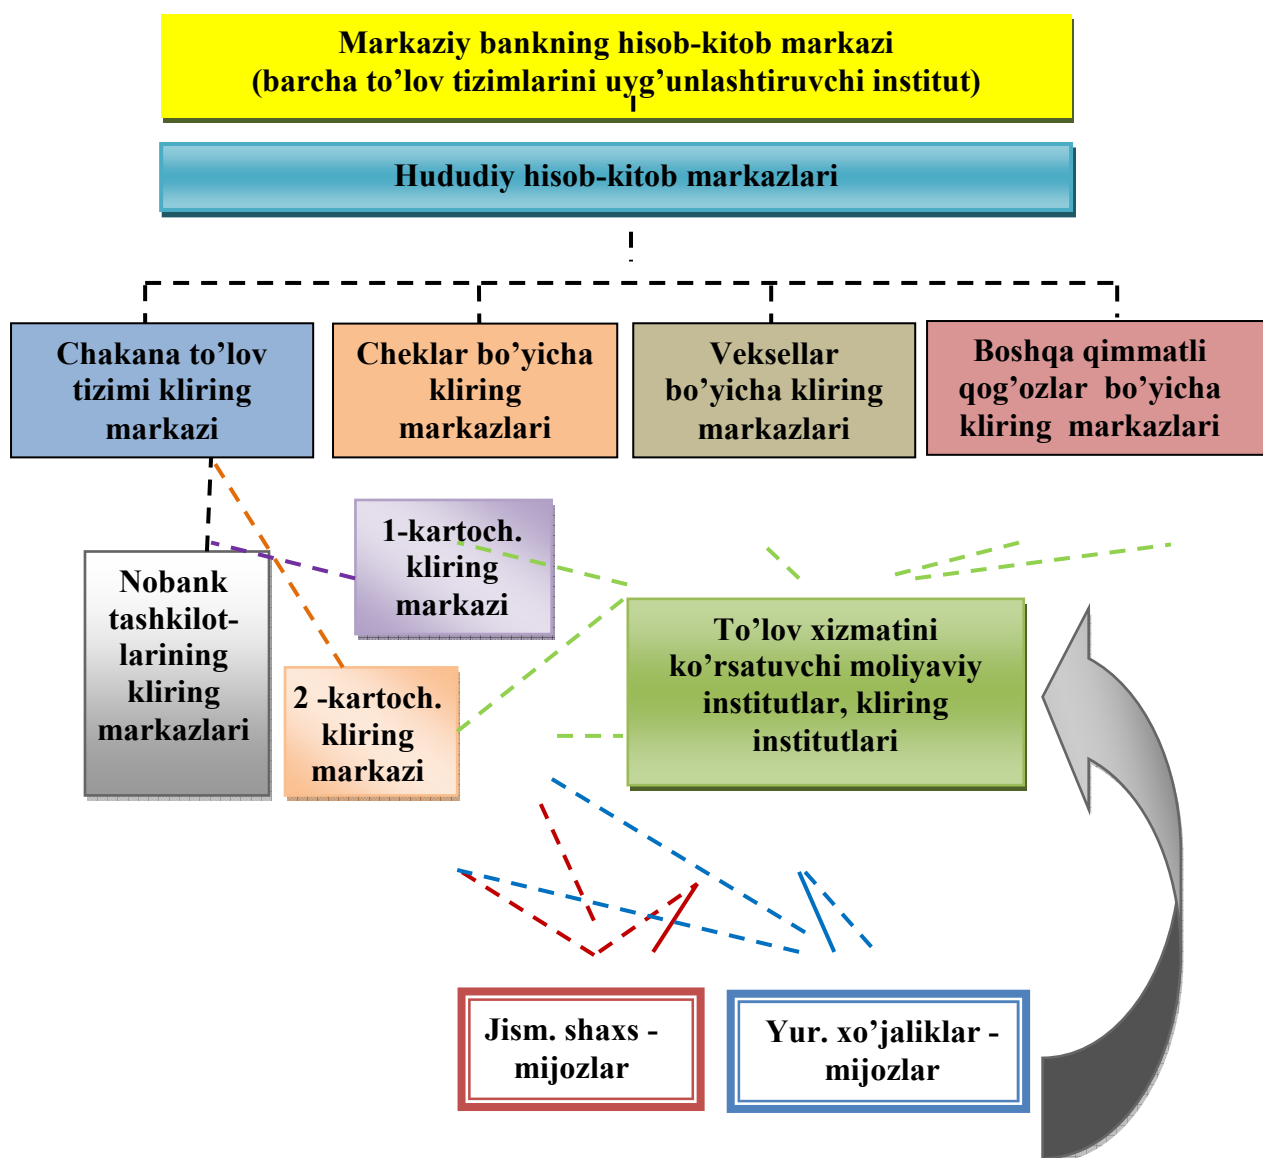 Markaziy bankning hisob-kitob markazi
(barcha to’lov tizimlarini uyg’unlashtiruvchi institut)
Hududiy hisob-kitob markazlari
Chakana to’lov
tizimi kliring
markazi
Cheklar bo’yicha
kliring
markazlari
Veksellar
bo’yicha kliring
markazlari
Boshqa qimmatli
qog’ozlar bo’yicha
kliring markazlari
1-kartoch.
kliring
markazi
Nobank
tashkilot-
larining
kliring
markazlari
2 -kartoch.
kliring
markazi
To’lov xizmatini
ko’rsatuvchi moliyaviy
institutlar, kliring
institutlari
Jism. shaxs -
mijozlar
Yur. xo’jaliklar -
mijozlar